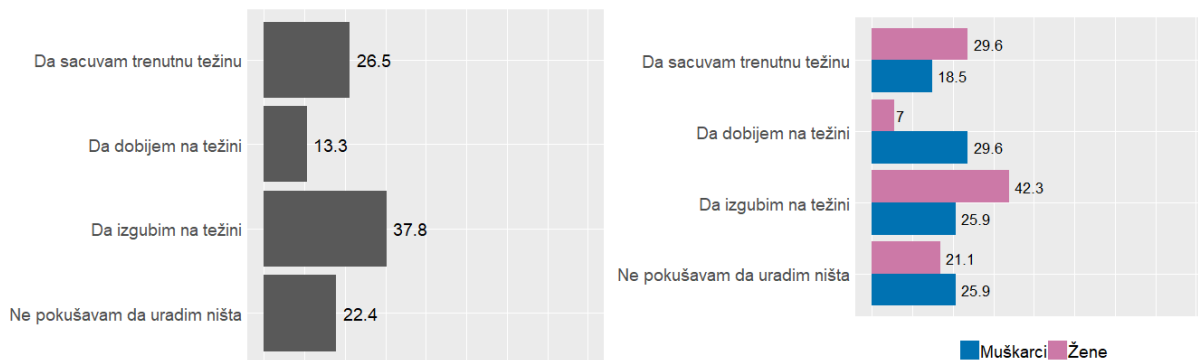 Da sacuvam trenutnu težinu
26.5
Da dobijem na težini
13.3
Da izgubim na težini
37.8
Ne pokušavam da uradim ništa
22.4
Da sacuvam trenutnu težinu
29.6
18.5
Da dobijem na težini
7
29.6
Da izgubim na težini
42.3
25.9
Ne pokušavam da uradim ništa
21.1
25.9
Muškarci Žene